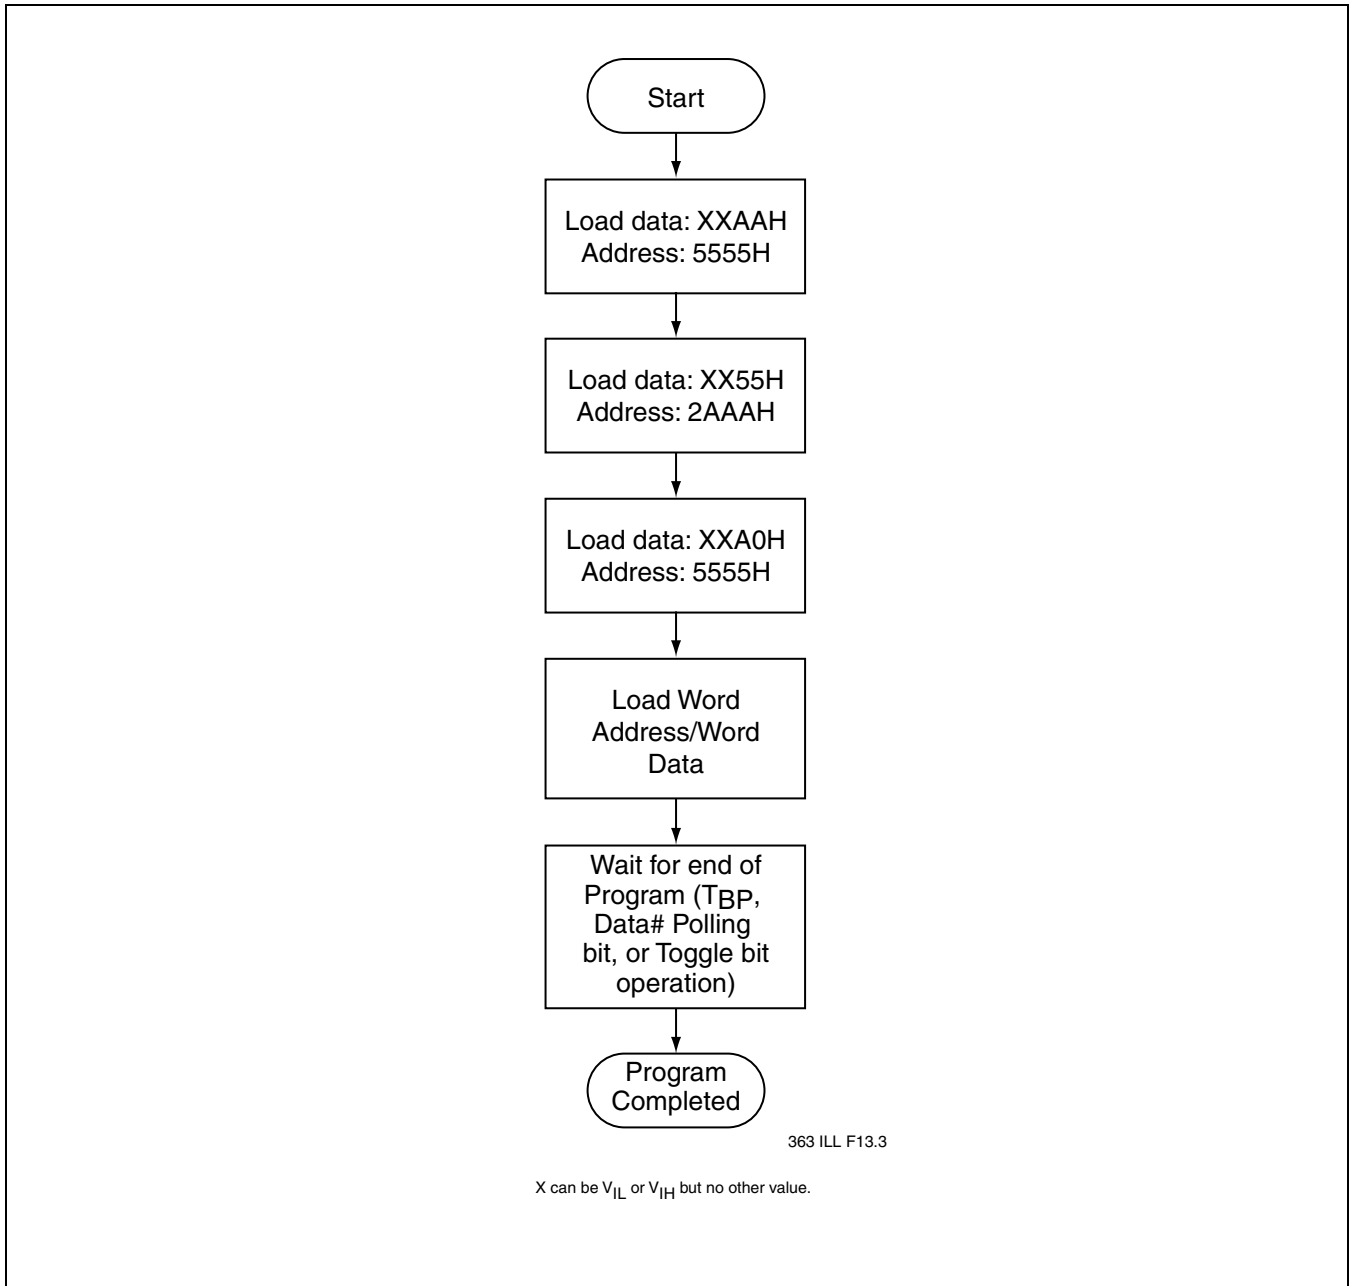 Start
Load data: XXAAH
Address: 5555H
Load data: XX55H
Address: 2AAAH
Load data: XXA0H
Address: 5555H
Load Word
Address/Word
Data
Wait for end of
Program (TBP,
Data# Polling
bit, or Toggle bit
operation)
Program
Completed
363 ILL F13.3
X can be VIL or VIH but no other value.